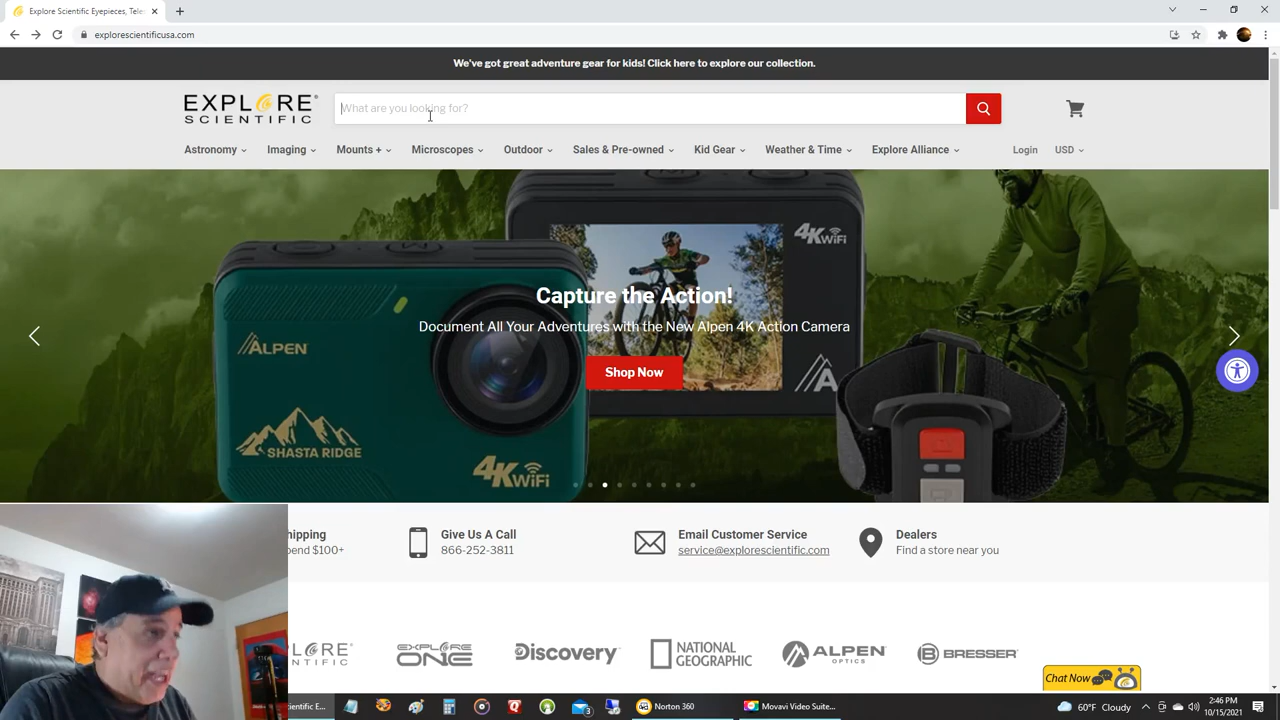 Explore Scientific Eyepieces, Tele
explorescientificusa.com
We've got great adventure gear for kids! Click here to explore our collection.
EXPLORE®
SCIENTIFIC
What are you looking for?
Astronomy
Imaging
Mounts +
Microscopes
Outdoor
Sales & Pre-owned
Kid Gear
Weather & Time
Explore Alliance
Login
USD
4K WiFi
Capture the Action!
Document All Your Adventures with the New Alpen 4K Action Camera
Shop Now
ALPEN
SHASTA RIDGE
4K WiFi
hipping
pend $100+
Give Us A Call
866-252-3811
Email Customer Service
service@explorescientific.com
Dealers
Find a store near you
LORE®
NTIFIC
EXPLORE
ONE
Discovery
NATIONAL
GEOGRAPHIC
ALPEN
OPTICS
BRESSER
Chat Now
entific E...
3
Norton 360
Movavi Video Suite...
60°F Cloudy
2:46 PM
10/15/2021